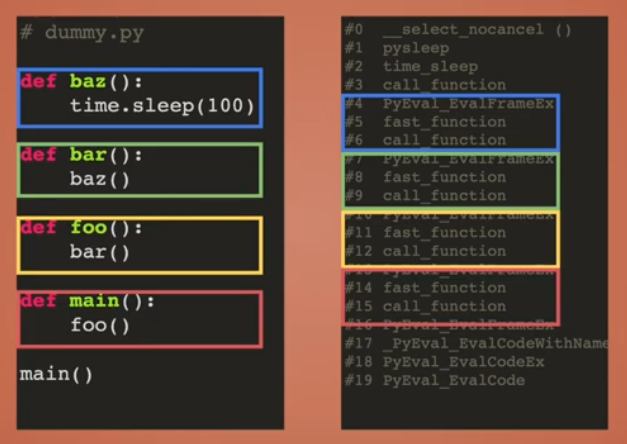 # dummy.py
def baz():
time.sleep(100)
def bar():
baz()
def foo():
bar()
def main():
foo()
main()
#0 __select_nocancel ()
#1 pysleep
#2 time_sleep
#3 call_function
#4 PyEval_EvalFrameEx
#5 fast_function
#6 call_function
#7 PyEval_EvalFrameEx
#8 fast_function
#9 call_function
#10 PyEval_EvalFrameEx
#11 fast_function
#12 call_function
#13 PyEval_EvalFrameEx
#14 fast_function
#15 call_function
#16 PyEval_EvalFrameEx
#17 _PyEval_EvalCodeWithName
#18 PyEval_EvalCodeEx
#19 PyEval_EvalCode